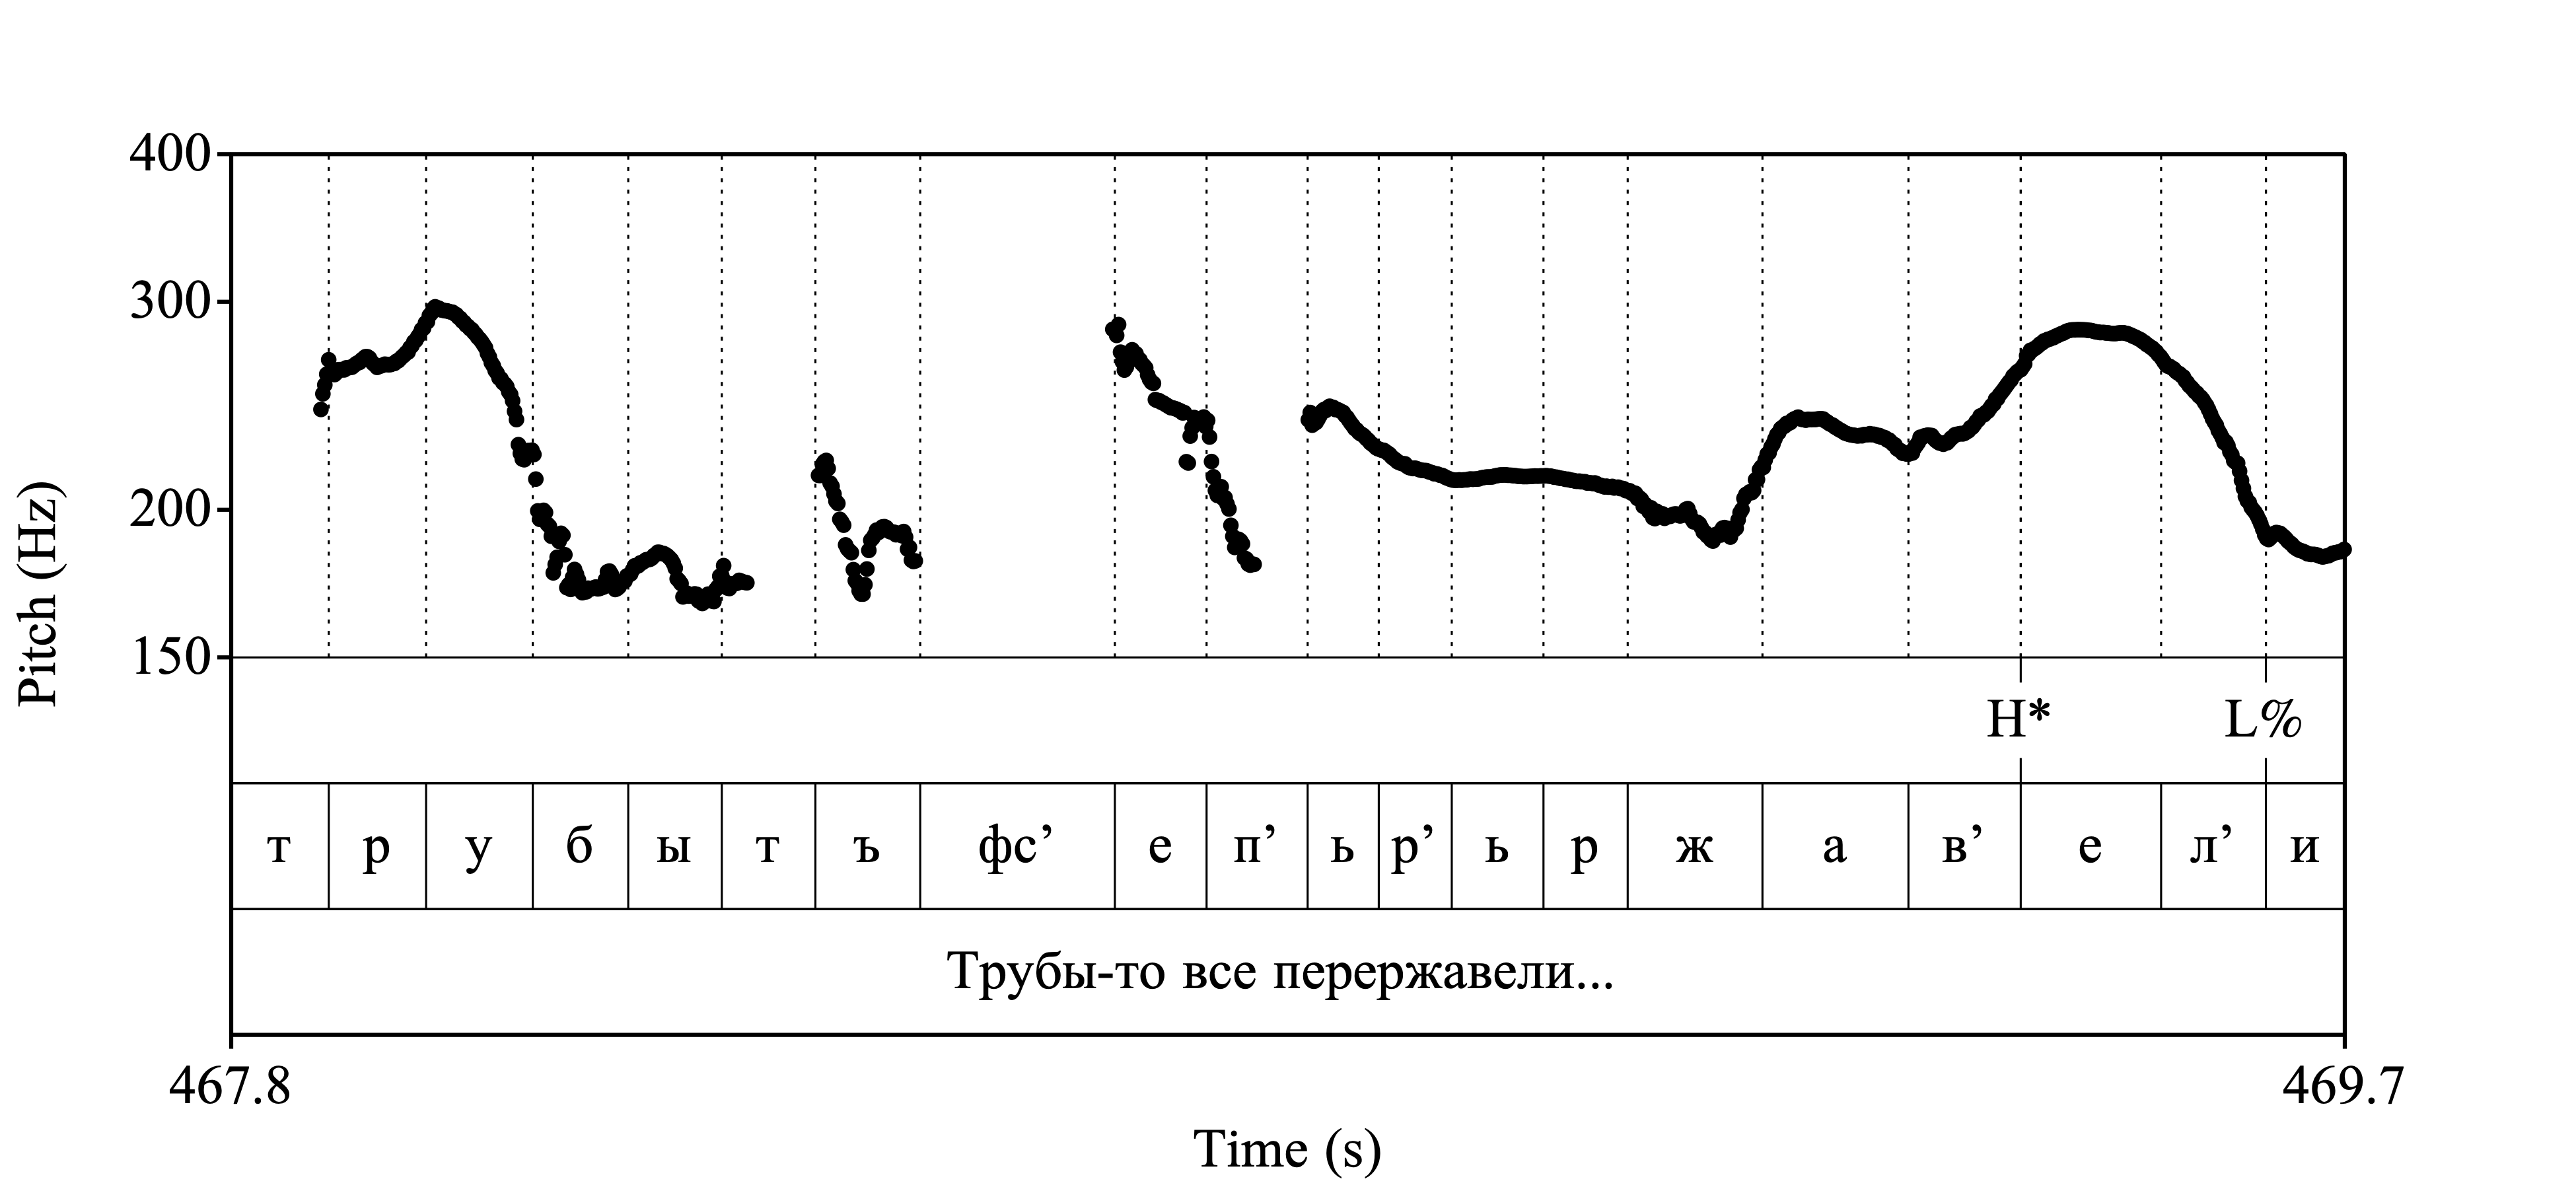 400
300
200
150
Pitch (Hz)
H* L%
т р у б ы т ъ фс’ е п’ ь р’ ь р ж а в’ е л’ и
Трубы-то все перержавели...
467.8 469.7
Time (s)